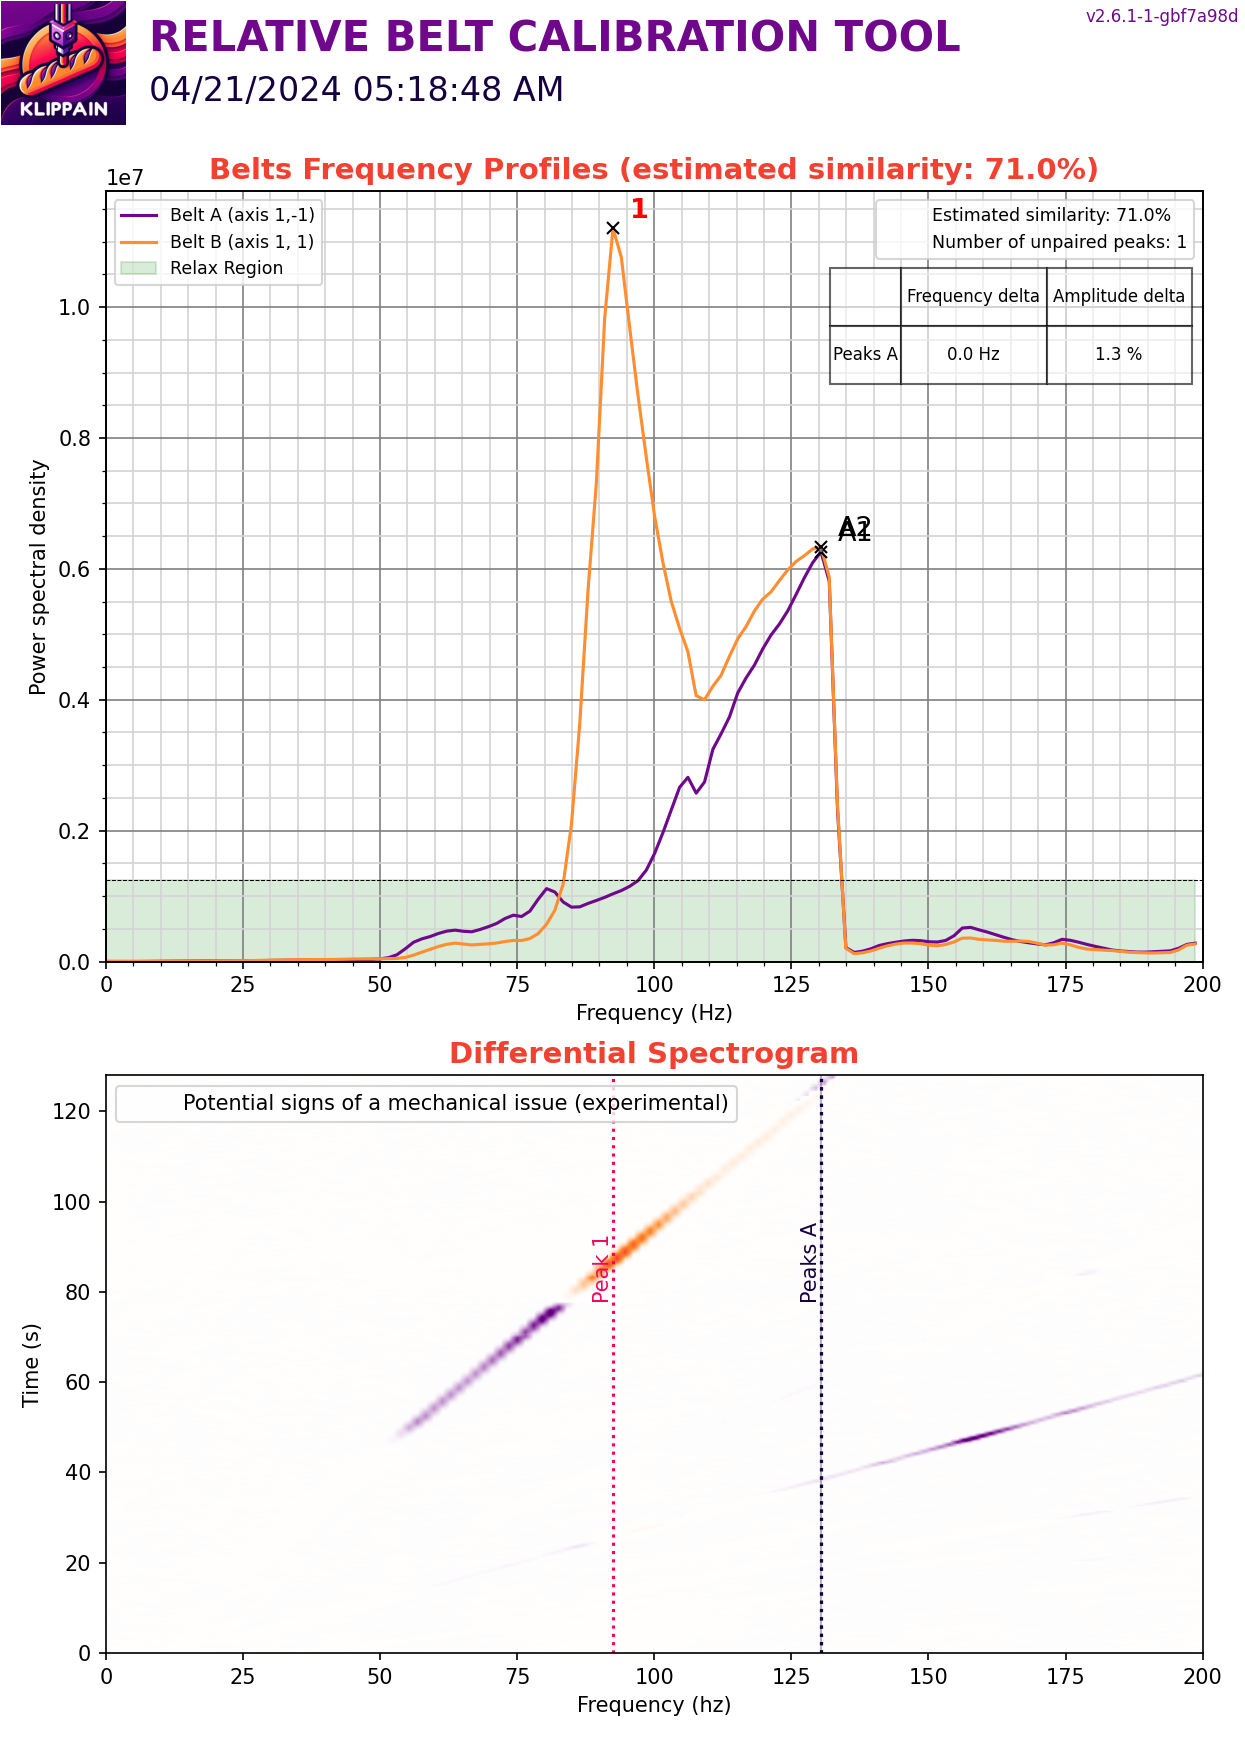 v2.6.1-1-gbf7a98d
RELATIVE BELT CALIBRATION TOOL
04/21/2024 05:18:48 AM
KLIPPAIN
Belts Frequency Profiles (estimated similarity: 71.0%)
1e7
Belt A (axis 1,-1)
Belt B (axis 1, 1)
Relax Region
1
Estimated similarity: 71.0%
Number of unpaired peaks: 1
Frequency delta Amplitude delta
Peaks A 0.0 Hz 1.3 %
A2
A1
Power spectral density
1.0
0.8
0.6
0.4
0.2
0.0
0 25 50 75 100 125 150 175 200
Frequency (Hz)
Differential Spectrogram
Potential signs of a mechanical issue (experimental)
Peak 1
Peaks A
Time (s)
120
100
80
60
40
20
0
0 25 50 75 100 125 150 175 200
Frequency (hz)